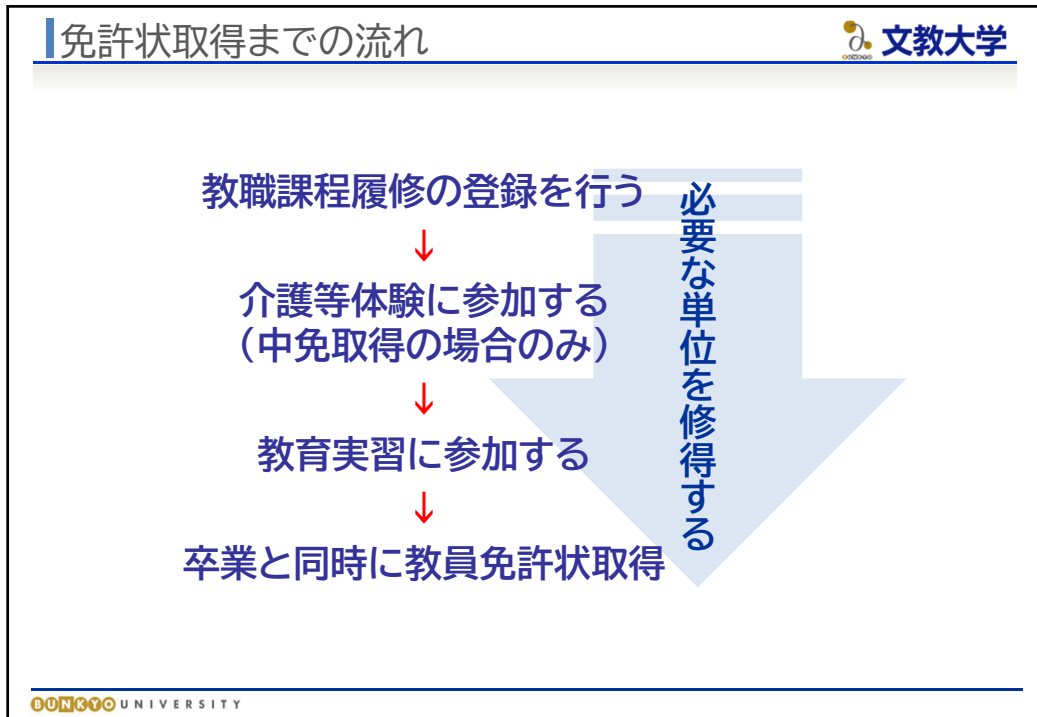 免許状取得までの流れ
文教大学
BUNKYO
教職課程履修の登録を行う
↓
介護等体験に参加する
（中免取得の場合のみ）
↓
教育実習に参加する
↓
卒業と同時に教員免許状取得
必要な単位を修得する
BUNKYO UNIVERSITY